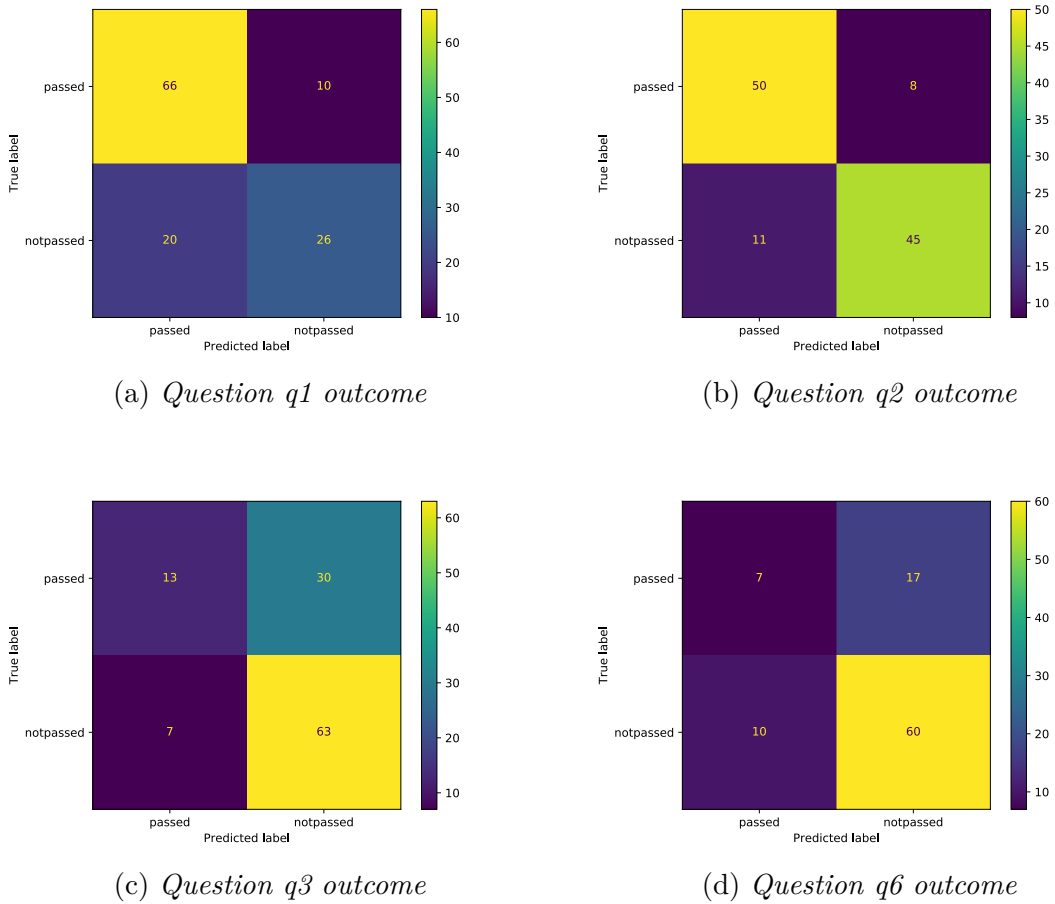 passed
notpassed
True label
66
10
20
26
passed
notpassed
Predicted label
60
50
40
30
20
10
(a) Question q1 outcome
passed
notpassed
True label
50
8
11
45
passed
notpassed
Predicted label
50
45
40
35
30
25
20
15
10
(b) Question q2 outcome
passed
notpassed
True label
13
30
7
63
passed
notpassed
Predicted label
60
50
40
30
20
10
(c) Question q3 outcome
passed
notpassed
True label
7
17
10
60
passed
notpassed
Predicted label
60
50
40
30
20
10
(d) Question q6 outcome